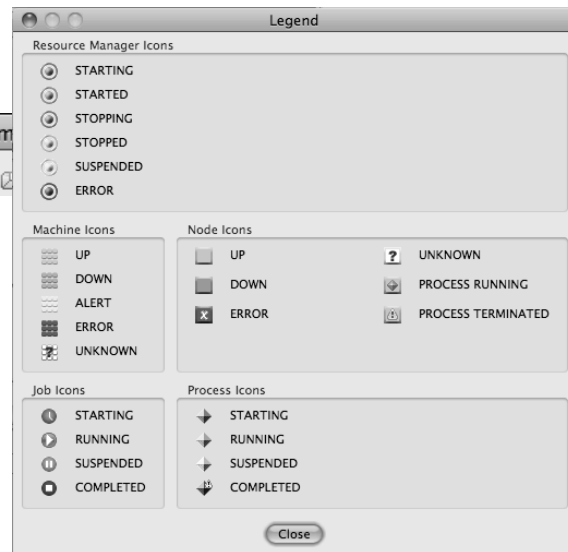 Legend
Resource Manager Icons
STARTING
STARTED
STOPPING
STOPPED
SUSPENDED
ERROR
Machine Icons
UP
DOWN
ALERT
ERROR
UNKNOWN
Node Icons
UP
DOWN
ERROR
UNKNOWN
PROCESS RUNNING
PROCESS TERMINATED
Job Icons
STARTING
RUNNING
SUSPENDED
COMPLETED
Process Icons
STARTING
RUNNING
SUSPENDED
COMPLETED
Close